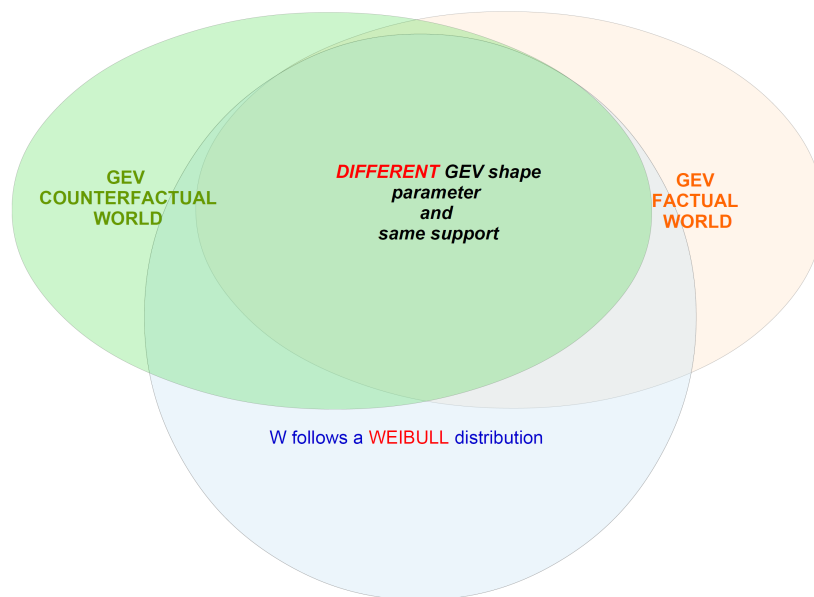 GEV
COUNTERFACTUAL
WORLD
DIFFERENT GEV shape
parameter
and
same support
GEV
FACTUAL
WORLD
W follows a WEIBULL distribution